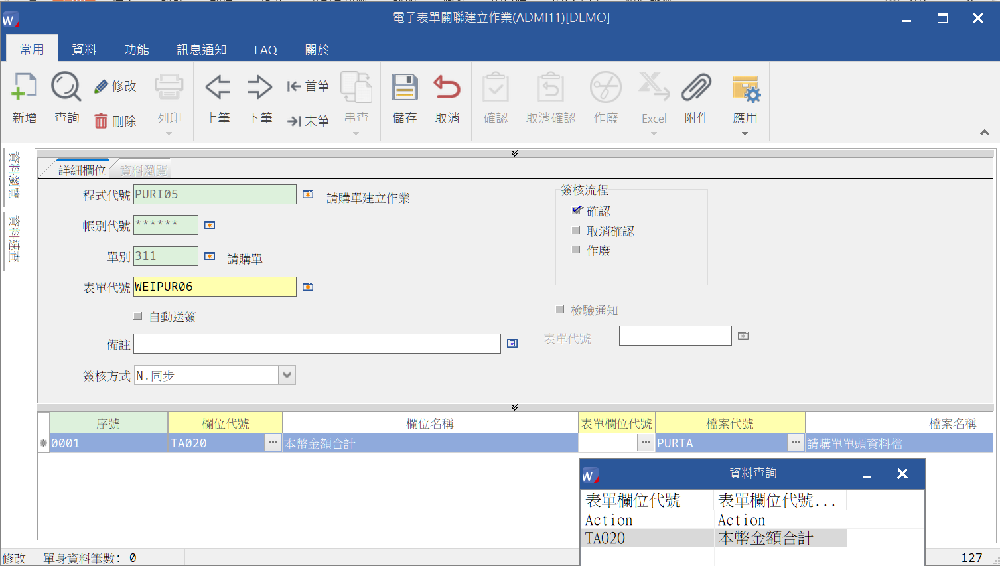 電子表單關聯建立作業(ADMI11)[DEMO]
常用 資料 功能 訊息通知 FAQ 關於
新增 查詢 修改 刪除 列印 上筆 下筆 首筆 末筆 串查 儲存 取消 確認 取消確認 作廢 Excel 附件 應用
資料瀏覽
資料速查
詳細欄位 資料瀏覽
程式代號 PURI05 請購單建立作業
帳別代號 ******
單別 311 請購單
表單代號 WEIPUR06
自動送簽
備註
簽核方式 N.同步
簽核流程
確認
取消確認
作廢
檢驗通知
表單代號
序號 欄位代號 欄位名稱 表單欄位代號 檔案代號 檔案名稱
0001 TA020 ... 本幣金額合計 ... PURTA ... 請購單單頭資料檔
資料查詢
表單欄位代號 表單欄位代號...
Action Action
TA020 本幣金額合計
修改 單身資料筆數: 0 127